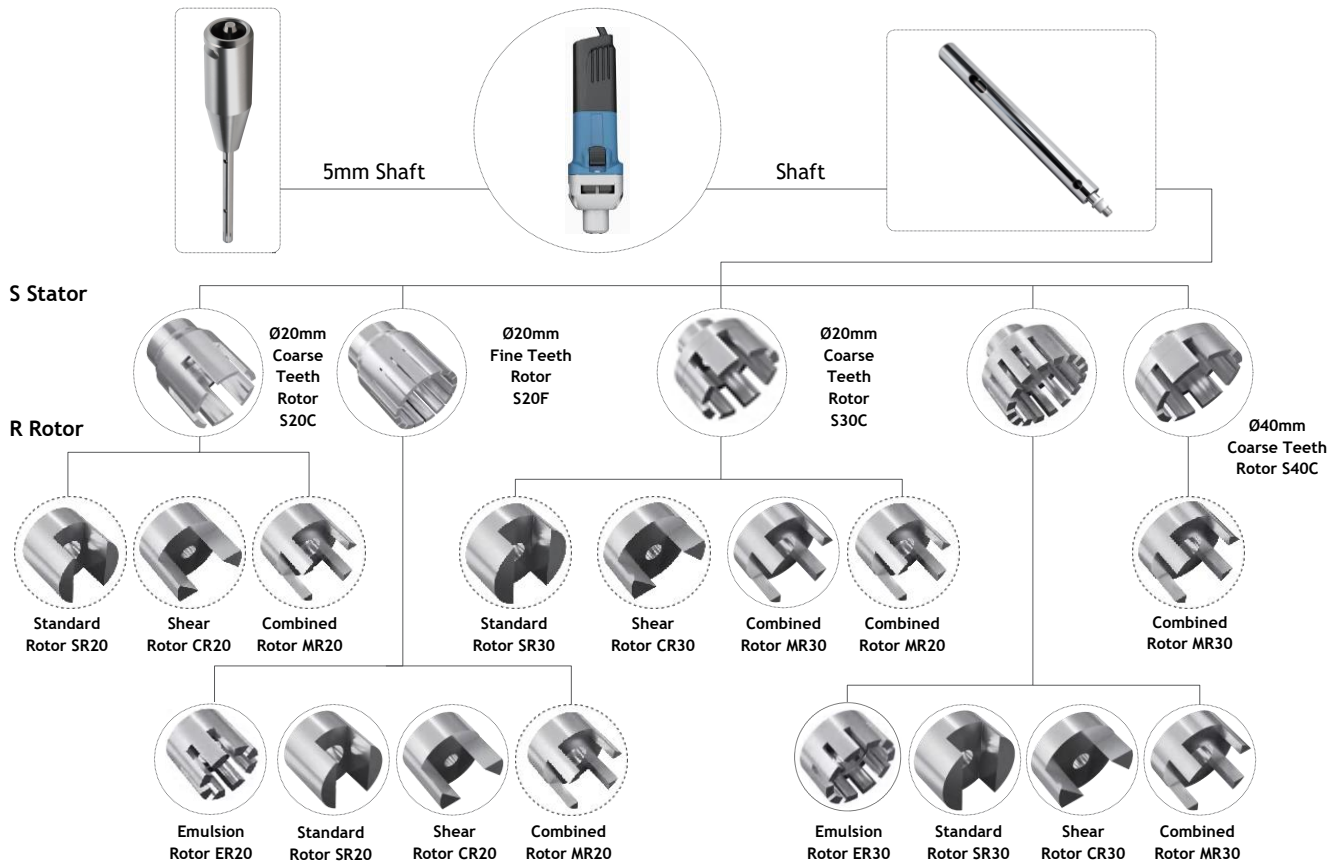 5mm Shaft
Shaft
S Stator
Ø20mm
Coarse
Teeth
Rotor
S20C
Ø20mm
Fine Teeth
Rotor
S20F
Ø20mm
Coarse
Teeth
Rotor
S30C
Ø40mm
Coarse Teeth
Rotor S40C
R Rotor
Standard
Rotor SR20
Shear
Rotor CR20
Combined
Rotor MR20
Standard
Rotor SR30
Shear
Rotor CR30
Combined
Rotor MR30
Combined
Rotor MR20
Combined
Rotor MR30
Emulsion
Rotor ER20
Standard
Rotor SR20
Shear
Rotor CR20
Combined
Rotor MR20
Emulsion
Rotor ER30
Standard
Rotor SR30
Shear
Rotor CR30
Combined
Rotor MR30